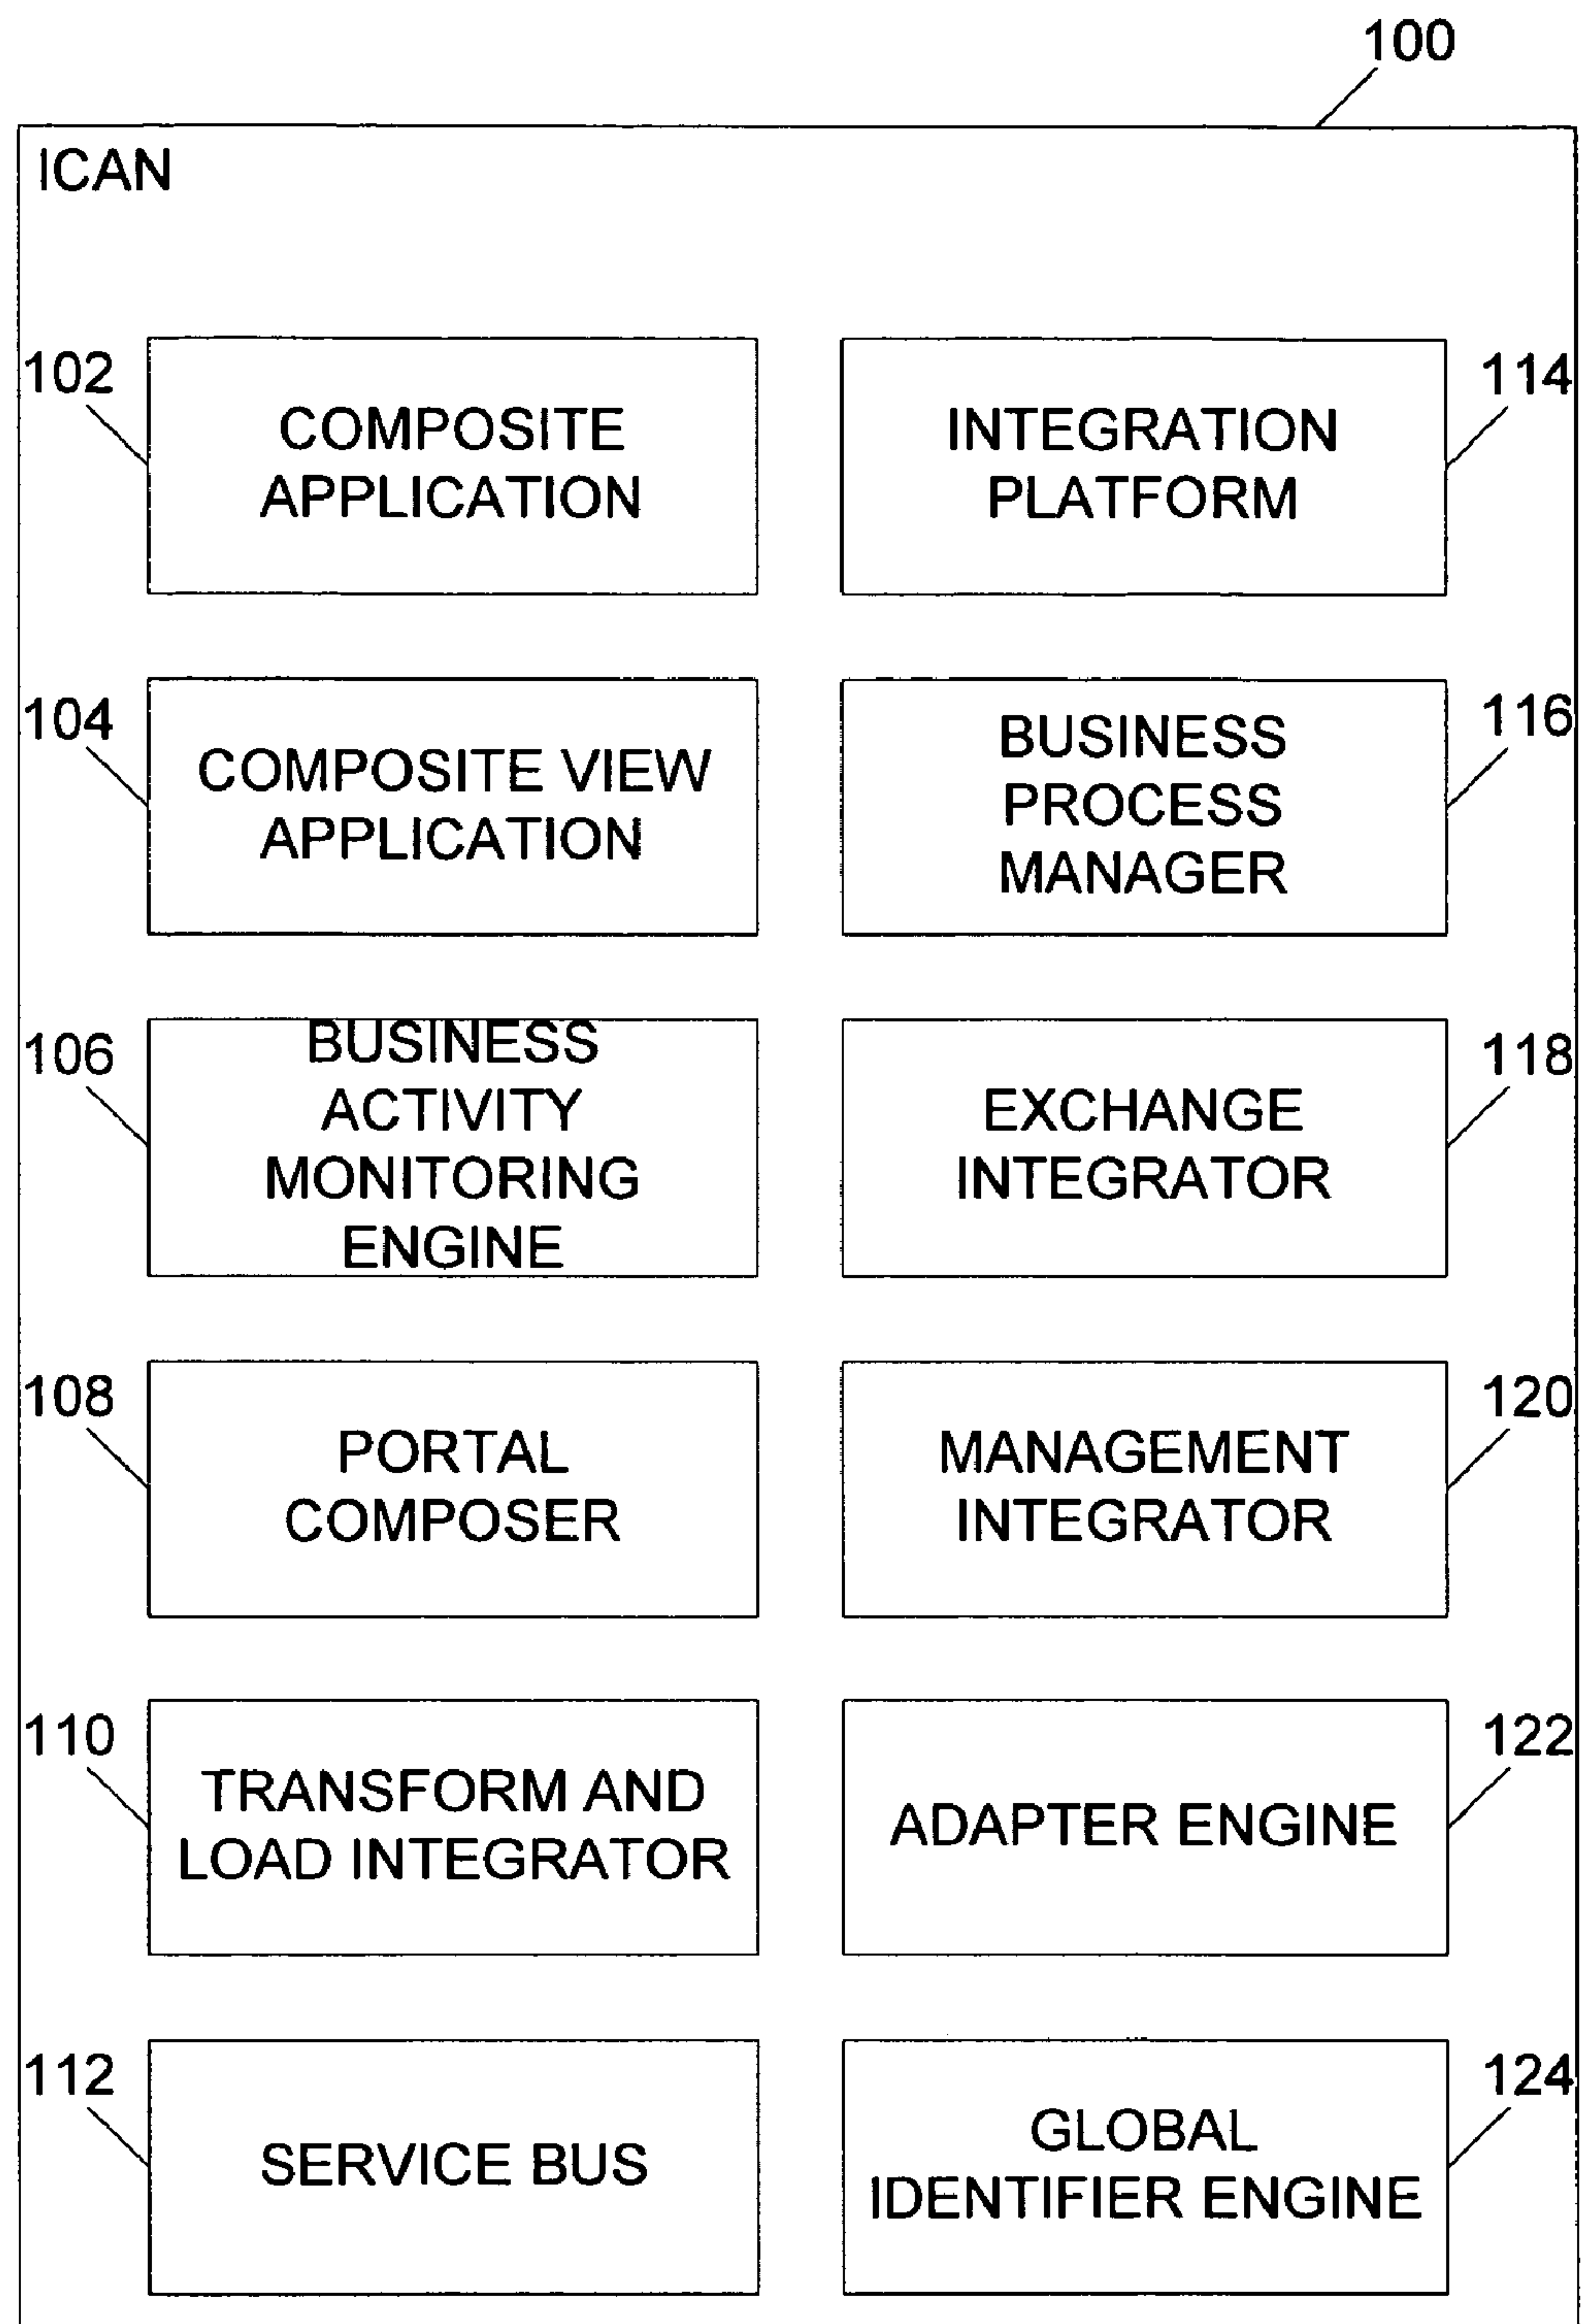 100
ICAN
102
COMPOSITE
APPLICATION
114
INTEGRATION
PLATFORM
104
COMPOSITE VIEW
APPLICATION
116
BUSINESS
PROCESS
MANAGER
106
BUSINESS
ACTIVITY
MONITORING
ENGINE
118
EXCHANGE
INTEGRATOR
108
PORTAL
COMPOSER
120
MANAGEMENT
INTEGRATOR
110
TRANSFORM AND
LOAD INTEGRATOR
122
ADAPTER ENGINE
112
SERVICE BUS
124
GLOBAL
IDENTIFIER ENGINE